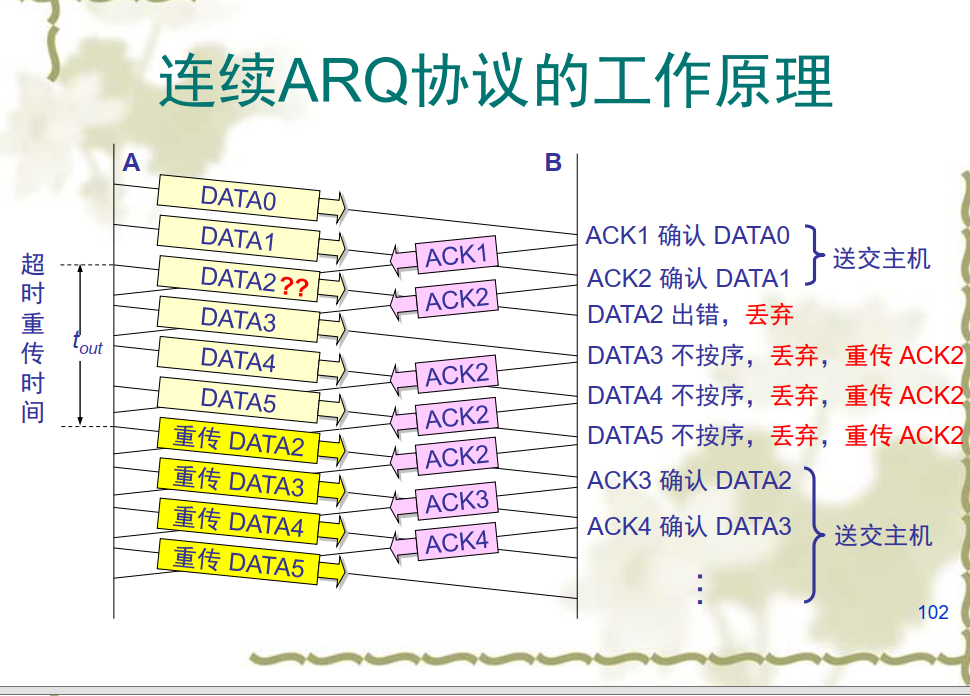 连续ARQ协议的工作原理
A
B
DATA0
DATA1
DATA2??
DATA3
DATA4
DATA5
重传 DATA2
重传 DATA3
重传 DATA4
重传 DATA5
超时重传时间
tout
ACK1
ACK2
ACK2
ACK2
ACK2
ACK3
ACK4
ACK1 确认 DATA0
ACK2 确认 DATA1
送交主机
DATA2 出错，丢弃
DATA3 不按序，丢弃，重传 ACK2
DATA4 不按序，丢弃，重传 ACK2
DATA5 不按序，丢弃，重传 ACK2
ACK3 确认 DATA2
ACK4 确认 DATA3
送交主机
⋮
102